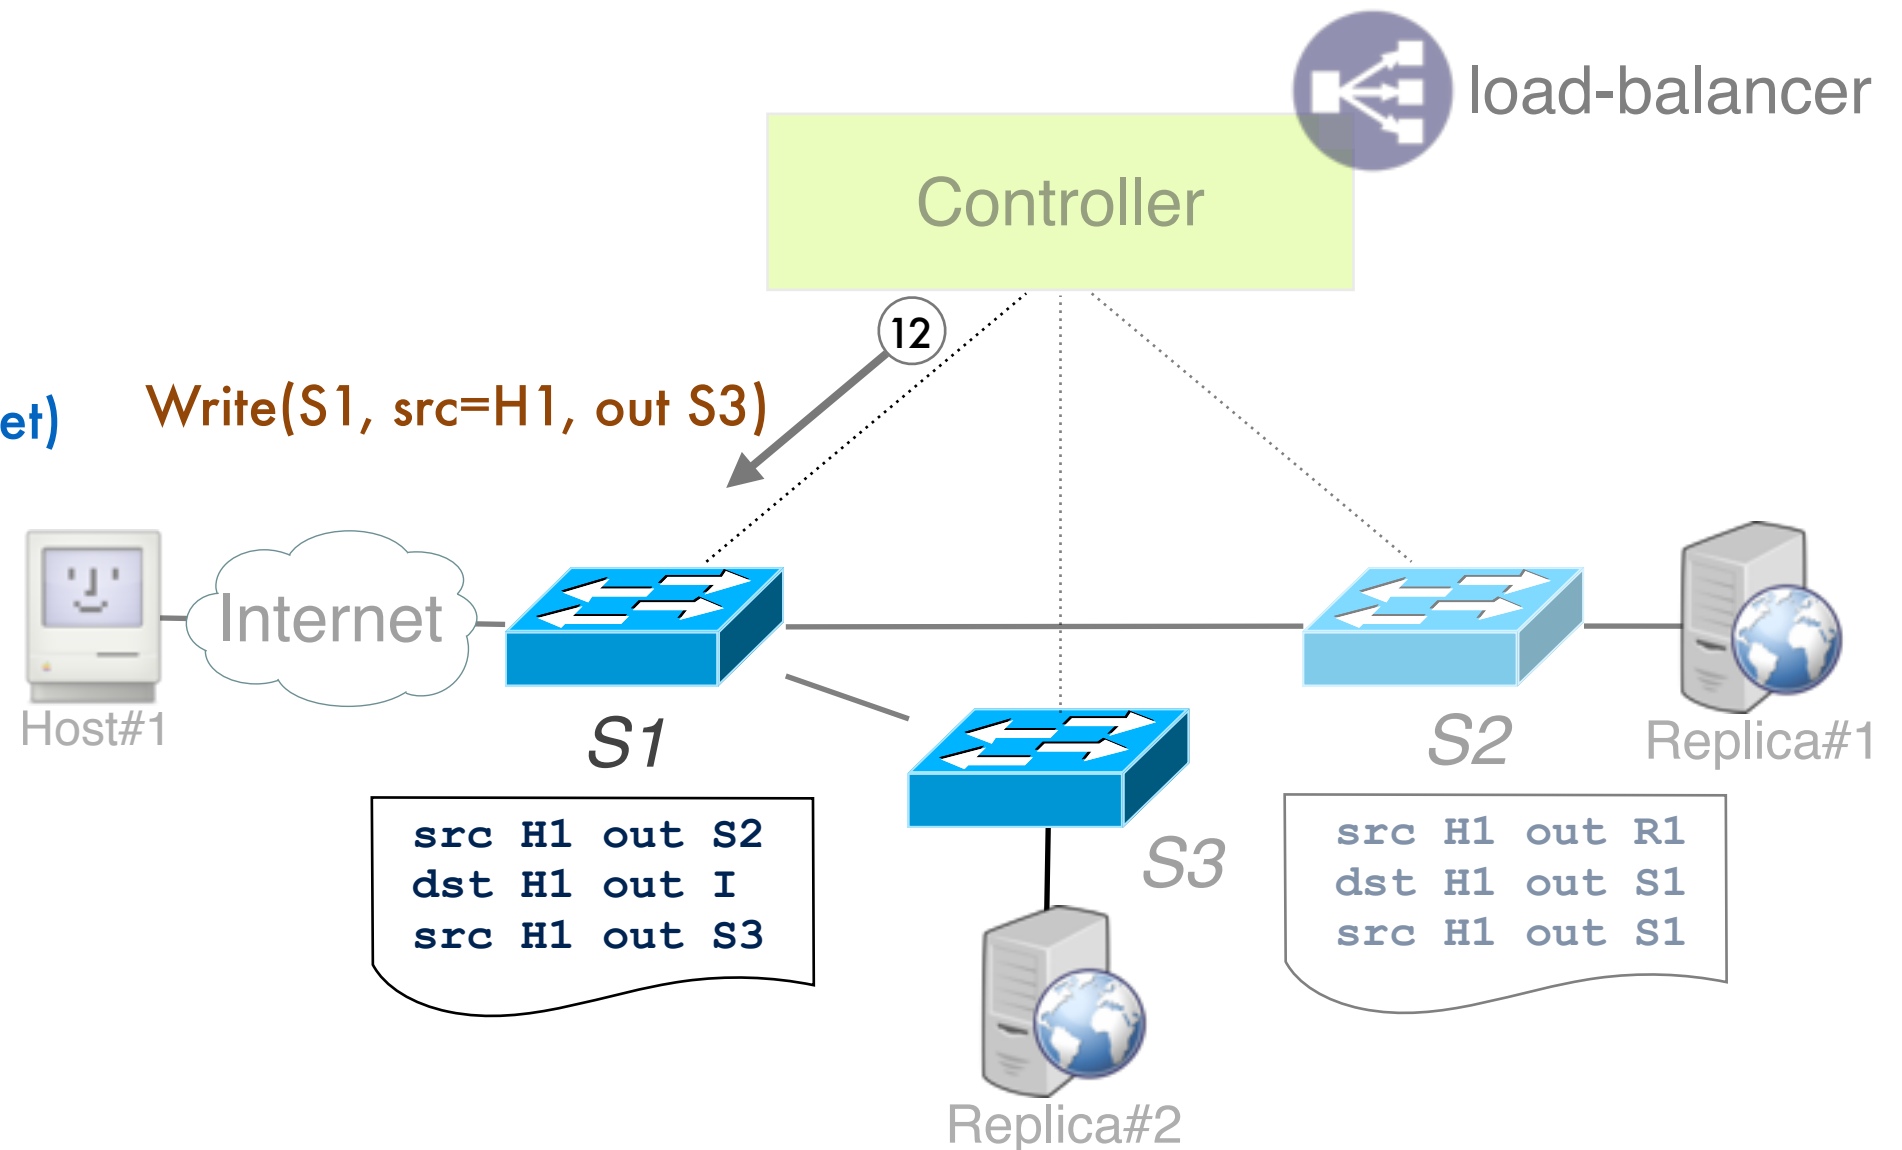 load-balancer
Controller
12
et)
Write(S1, src=H1, out S3)
Internet
Host#1
S1
S2
Replica#1
S3
src H1 out S2
dst H1 out I
src H1 out S3
src H1 out R1
dst H1 out S1
src H1 out S1
Replica#2